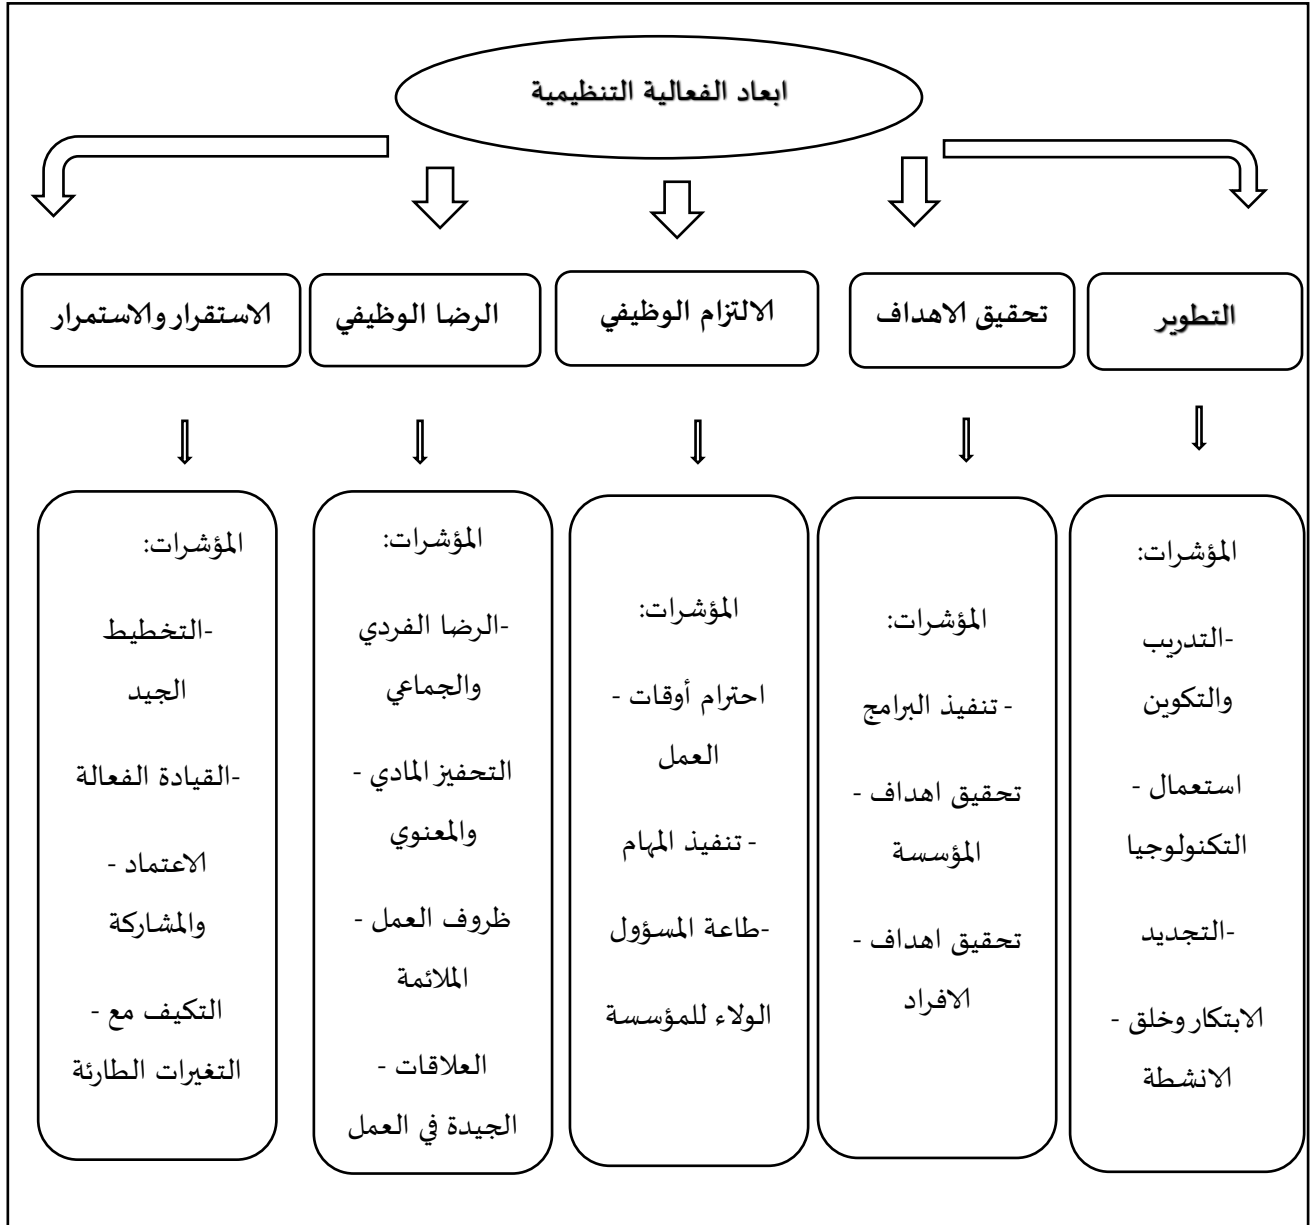 ابعاد الفعالية التنظيمية
التطوير
تحقيق الاهداف
الالتزام الوظيفي
الرضا الوظيفي
الاستقرار والاستمرار
المؤشرات:
-التدريب
والتكوين
استعمال -
التكنولوجيا
-التجديد
الابتكار وخلق -
الانشطة
المؤشرات:
- تنفيذ البرامج
تحقيق اهداف -
المؤسسة
تحقيق اهداف -
الافراد
المؤشرات:
احترام أوقات -
العمل
- تنفيذ المهام
-طاعة المسؤول
الولاء للمؤسسة
المؤشرات:
-الرضا الفردي
والجماعي
التحفيز المادي -
والمعنوي
ظروف العمل -
الملائمة
العلاقات -
الجيدة في العمل
المؤشرات:
-التخطيط
الجيد
-القيادة الفعالة
الاعتماد -
والمشاركة
التكيف مع -
التغيرات الطارئة